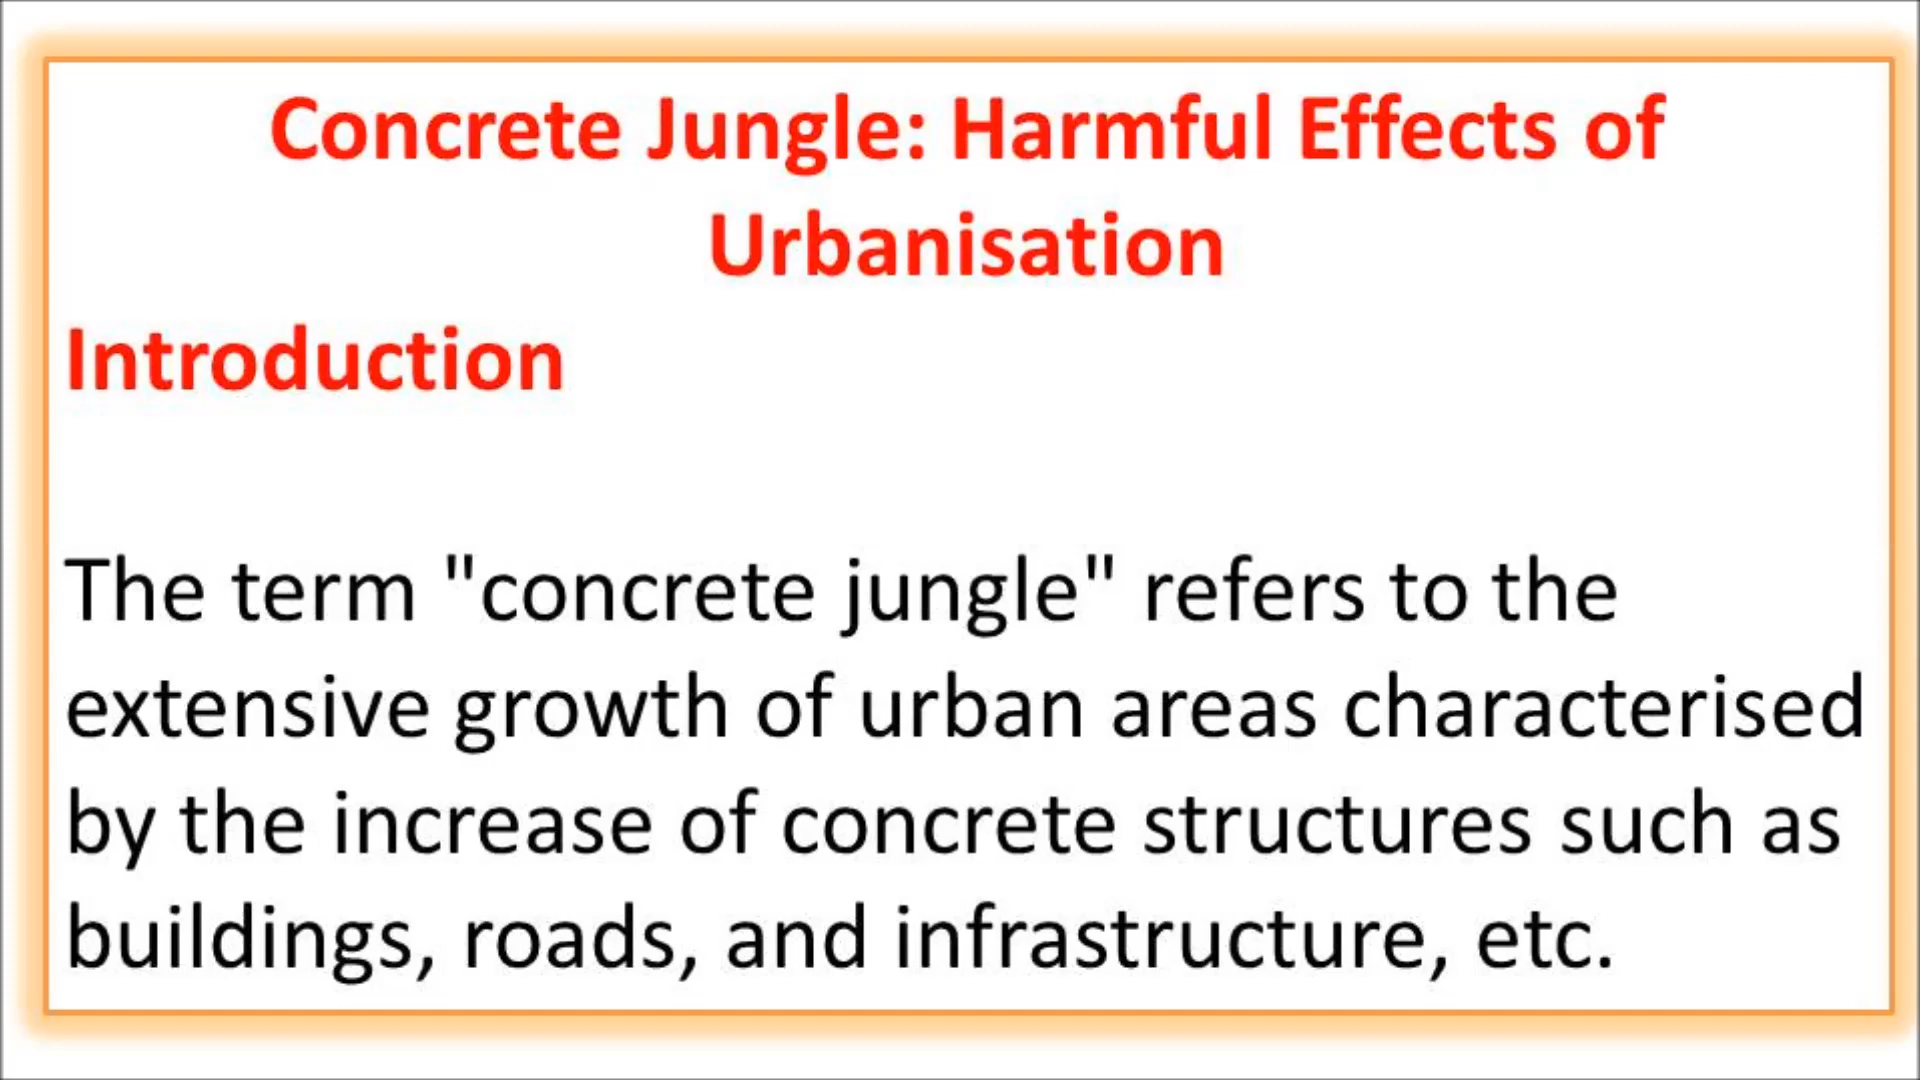 Concrete Jungle: Harmful Effects of
Urbanisation
Introduction
The term "concrete jungle" refers to the
extensive growth of urban areas characterised
by the increase of concrete structures such as
buildings, roads, and infrastructure, etc.